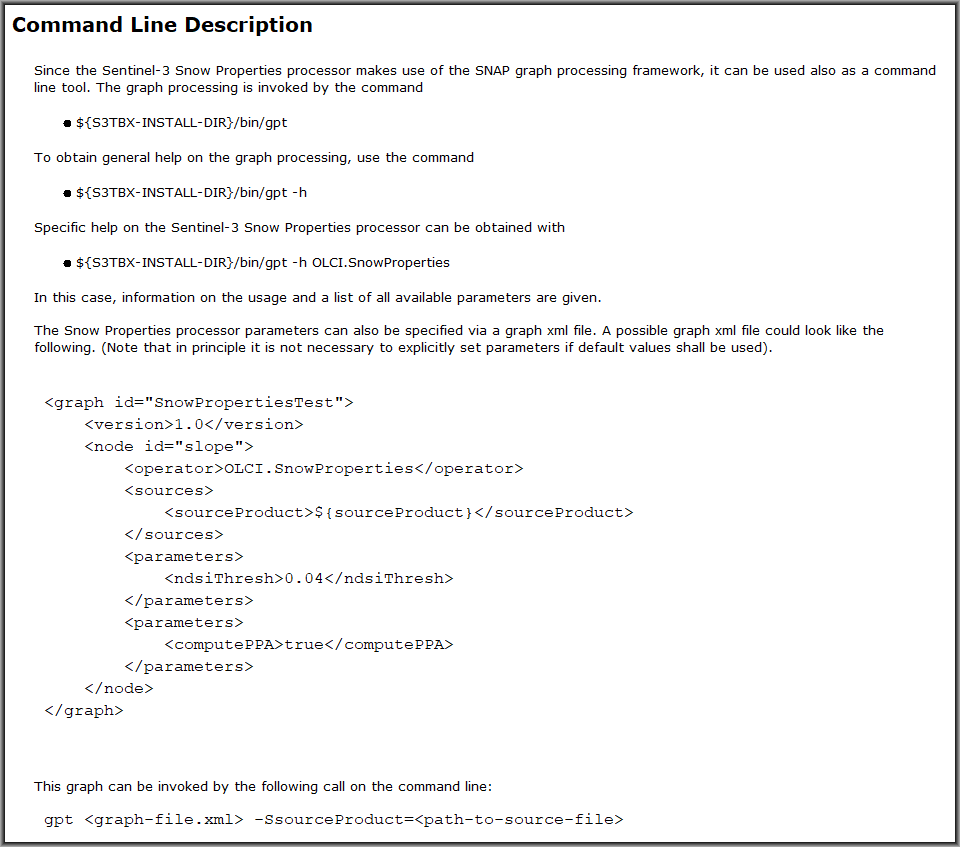 Command Line Description
Since the Sentinel-3 Snow Properties processor makes use of the SNAP graph processing framework, it can be used also as a command
line tool. The graph processing is invoked by the command
● ${S3TBX-INSTALL-DIR}/bin/gpt
To obtain general help on the graph processing, use the command
● ${S3TBX-INSTALL-DIR}/bin/gpt -h
Specific help on the Sentinel-3 Snow Properties processor can be obtained with
● ${S3TBX-INSTALL-DIR}/bin/gpt -h OLCI.SnowProperties
In this case, information on the usage and a list of all available parameters are given.
The Snow Properties processor parameters can also be specified via a graph xml file. A possible graph xml file could look like the
following. (Note that in principle it is not necessary to explicitly set parameters if default values shall be used).
<graph id="SnowPropertiesTest">
    <version>1.0</version>
    <node id="slope">
        <operator>OLCI.SnowProperties</operator>
        <sources>
            <sourceProduct>${sourceProduct}</sourceProduct>
        </sources>
        <parameters>
            <ndsiThresh>0.04</ndsiThresh>
        </parameters>
        <parameters>
            <computePPA>true</computePPA>
        </parameters>
    </node>
</graph>
This graph can be invoked by the following call on the command line:
gpt <graph-file.xml> -SsourceProduct=<path-to-source-file>